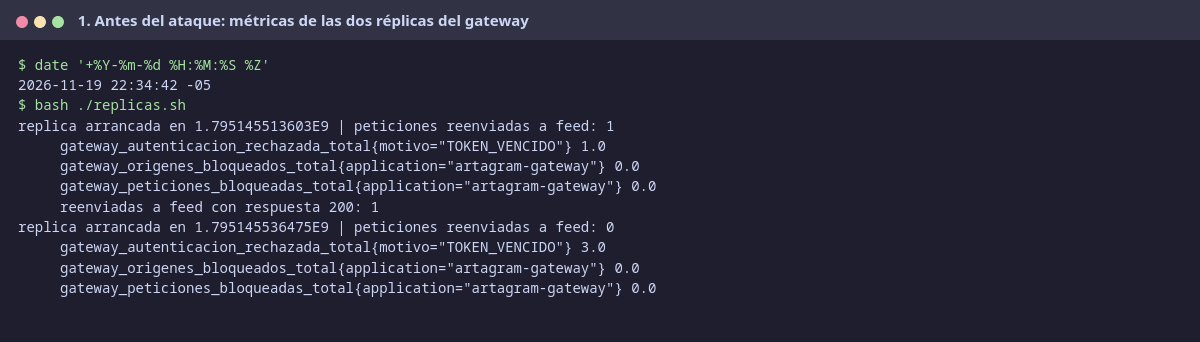 1. Antes del ataque: métricas de las dos réplicas del gateway
$ date '+%Y-%m-%d %H:%M:%S %Z'
2026-11-19 22:34:42 -05
$ bash ./replicas.sh
replica arrancada en 1.795145513603E9 | peticiones reenviadas a feed: 1
     gateway_autenticacion_rechazada_total{motivo="TOKEN_VENCIDO"} 1.0
     gateway_origenes_bloqueados_total{application="artagram-gateway"} 0.0
     gateway_peticiones_bloqueadas_total{application="artagram-gateway"} 0.0
     reenviadas a feed con respuesta 200: 1
replica arrancada en 1.795145536475E9 | peticiones reenviadas a feed: 0
     gateway_autenticacion_rechazada_total{motivo="TOKEN_VENCIDO"} 3.0
     gateway_origenes_bloqueados_total{application="artagram-gateway"} 0.0
     gateway_peticiones_bloqueadas_total{application="artagram-gateway"} 0.0